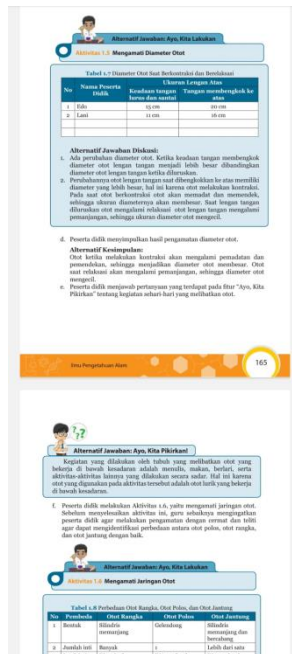 Alternatif Jawaban: Ayo, Kita Lakukan
Aktivitas 1.5 Mengamati Diameter Otot
Tabel 1.7 Diameter Otot Saat Berkontraksi dan Berelaksasi
No Nama Peserta Didik Ukuran Lengan Atas
Keadaan tangan lurus dan santai Tangan membengkok ke atas
1 Edo 15 cm 20 cm
2 Lani 11 cm 16 cm
Alternatif Jawaban Diskusi:
1. Ada perubahan diameter otot. Ketika keadaan tangan membengkok
diameter otot lengan tangan menjadi lebih besar dibandingkan
diameter otot lengan tangan ketika diluruskan.
2. Perubahannya otot lengan tangan saat dibengkokkan ke atas memiliki
diameter yang lebih besar, hal ini karena otot melakukan kontraksi.
Pada saat otot berkontraksi otot akan memadat dan memendek,
sehingga ukuran diameternya akan membesar. Saat lengan tangan
diluruskan otot mengalami relaksasi otot lengan tangan mengalami
pemanjangan, sehingga ukuran diameter otot mengecil.
d. Peserta didik menyimpulkan hasil pengamatan diameter otot.
Alternatif Kesimpulan:
Otot ketika melakukan kontraksi akan mengalami pemadatan dan
pemendekan, sehingga menjadikan diameter otot membesar. Otot
saat relaksasi akan mengalami pemanjangan, sehingga diameter otot
mengecil.
e. Peserta didik menjawab pertanyaan yang terdapat pada fitur "Ayo, Kita
Pikirkan" tentang kegiatan sehari-hari yang melibatkan otot.
Ilmu Pengetahuan Alam 165
Alternatif Jawaban: Ayo, Kita Pikirkan!
Kegiatan yang dilakukan oleh tubuh yang melibatkan otot yang
bekerja di bawah kesadaran adalah menulis, makan, berlari, serta
aktivitas-aktivitas lainnya yang dilakukan secara sadar. Hal ini karena
otot yang digunakan pada aktivitas tersebut adalah otot lurik yang bekerja
di bawah kesadaran.
f. Peserta didik melakukan Aktivitas 1.6, yaitu mengamati jaringan otot.
Sebelum menyelesaikan aktivitas ini, guru sebaiknya mengingatkan
peserta didik agar melakukan pengamatan dengan cermat dan teliti
agar dapat mengidentifikasi perbedaan antara otot polos, otot rangka,
dan otot jantung dengan baik.
Alternatif Jawaban: Ayo, Kita Lakukan
Aktivitas 1.6 Mengamati Jaringan Otot
Tabel 1.8 Perbedaan Otot Rangka, Otot Polos, dan Otot Jantung
No Pembeda Otot Rangka Otot Polos Otot Jantung
1 Bentuk Silindris memanjang Gelendong Silindris memanjang dan bercabang
2 Jumlah inti Banyak 1 Lebih dari satu